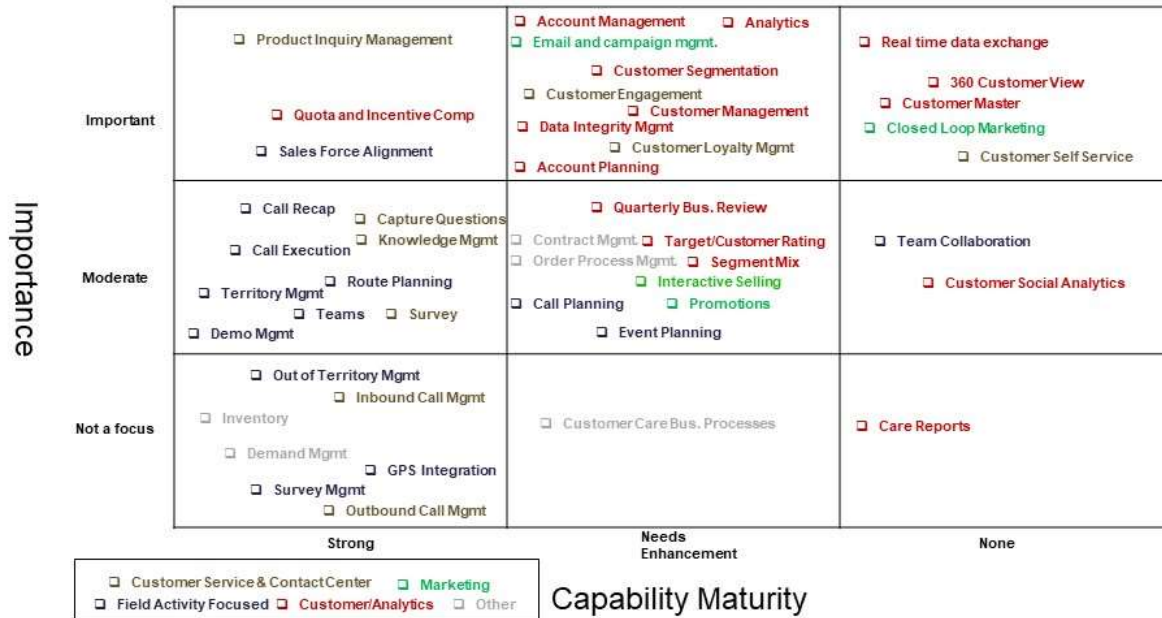 Product Inquiry Management
Quota and Incentive Comp
Sales Force Alignment
Account Management
Analytics
Email and campaign mgmt.
Customer Segmentation
Customer Engagement
Customer Management
Data Integrity Mgmt
Customer Loyalty Mgmt
Account Planning
Real time data exchange
360 Customer View
Customer Master
Closed Loop Marketing
Customer Self Service
Important
Importance
Moderate
Call Recap
Capture Questions
Knowledge Mgmt
Call Execution
Route Planning
Territory Mgmt
Teams
Survey
Demo Mgmt
Quarterly Bus. Review
Contract Mgmt.
Target/Customer Rating
Order Process Mgmt.
Segment Mix
Interactive Selling
Call Planning
Promotions
Event Planning
Team Collaboration
Customer Social Analytics
Not a focus
Out of Territory Mgmt
Inbound Call Mgmt
Inventory
Demand Mgmt
GPS Integration
Survey Mgmt
Outbound Call Mgmt
Customer Care Bus. Processes
Care Reports
Strong
Needs
Enhancement
None
Customer Service & Contact Center
Marketing
Field Activity Focused
Customer/Analytics
Other
Capability Maturity